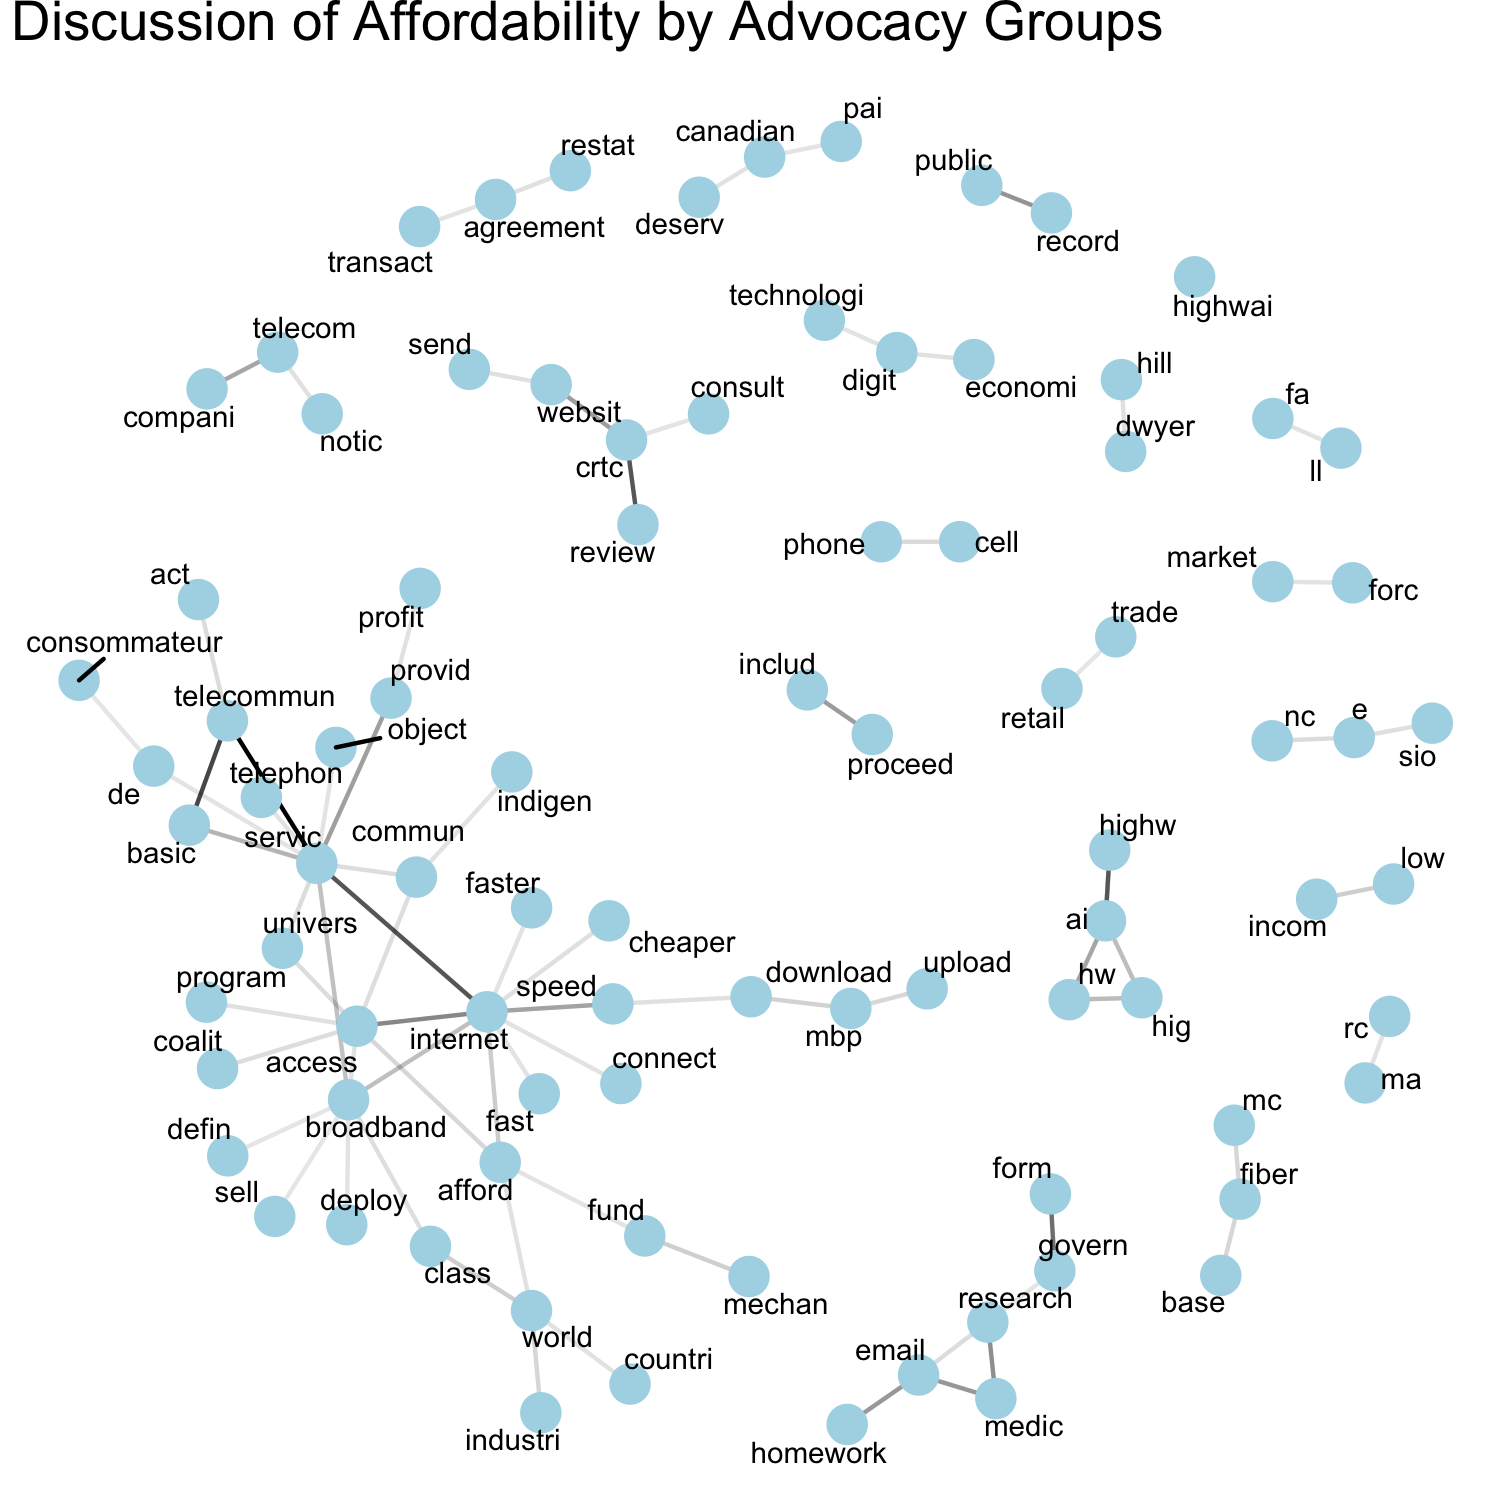 Discussion of Affordability by Advocacy Groups
pai
canadian
restat
public
deserv
agreement
record
transact
highwai
technologi
telecom
send
hill
digit
consult
economi
fa
compani
websit
dwyer
notic
crtc
ll
review
phone
cell
market
act
forc
profit
trade
consommateur
includ
provid
telecommun
retail
nc
e
object
sio
telephon
proceed
de
indigen
highw
commun
servic
basic
low
faster
ai
univers
incom
cheaper
upload
download
hw
program
speed
hig
rc
mbp
internet
coalit
connect
access
ma
mc
fast
broadband
defin
form
fiber
sell
afford
deploy
fund
govern
class
research
base
mechan
world
email
countri
medic
industri
homework